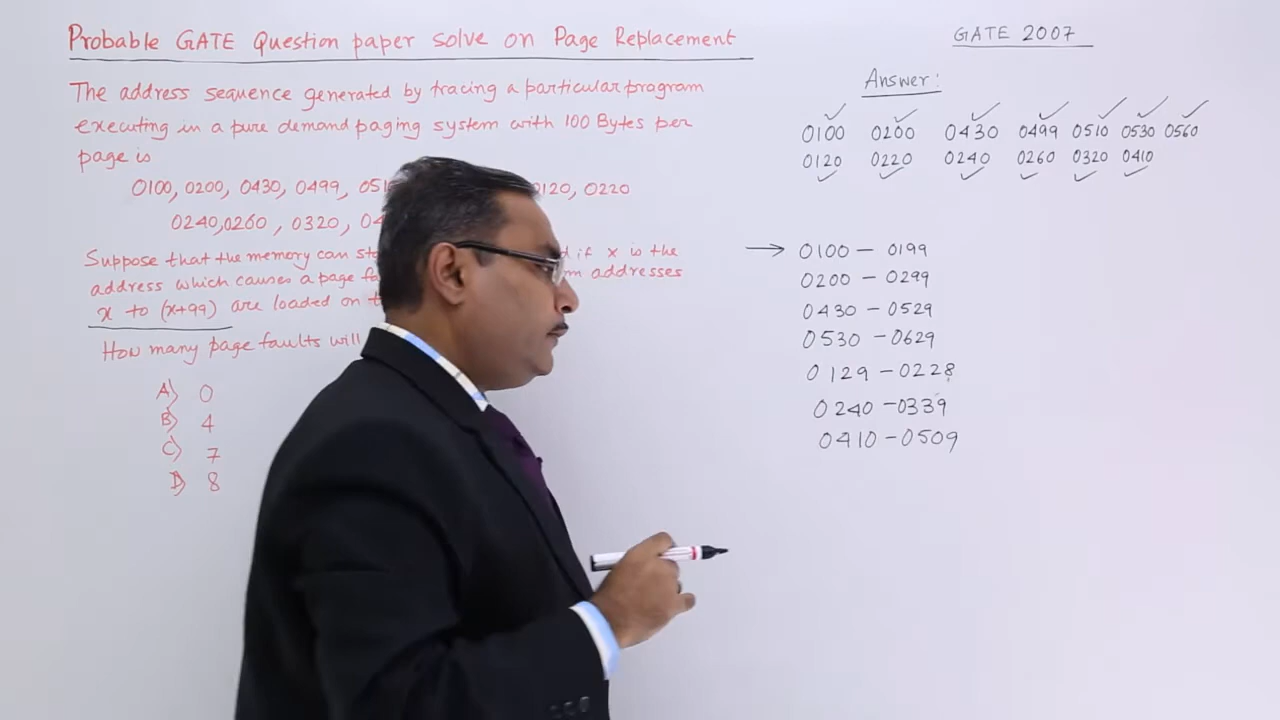 Probable GATE Question paper solve on Page Replacement
The address sequence generated by tracing a particular program
executing in a pure demand paging system with 100 Bytes per
page is
0100, 0200, 0430, 0499, 0120, 0220
0240, 0260, 0320,
Suppose that the memory can if x is the
address which causes a page addresses
x to (x+99) are loaded on
How many page faults will
A) 0
B) 4
C) 7
D) 8
GATE 2007
Answer:
0100 0200 0430 0499 0510 0530 0560
0120 0220 0240 0260 0320 0410
→ 0100 – 0199
0200 – 0299
0430 – 0529
0530 – 0629
0129 – 0228
0240 – 0339
0410 – 0509